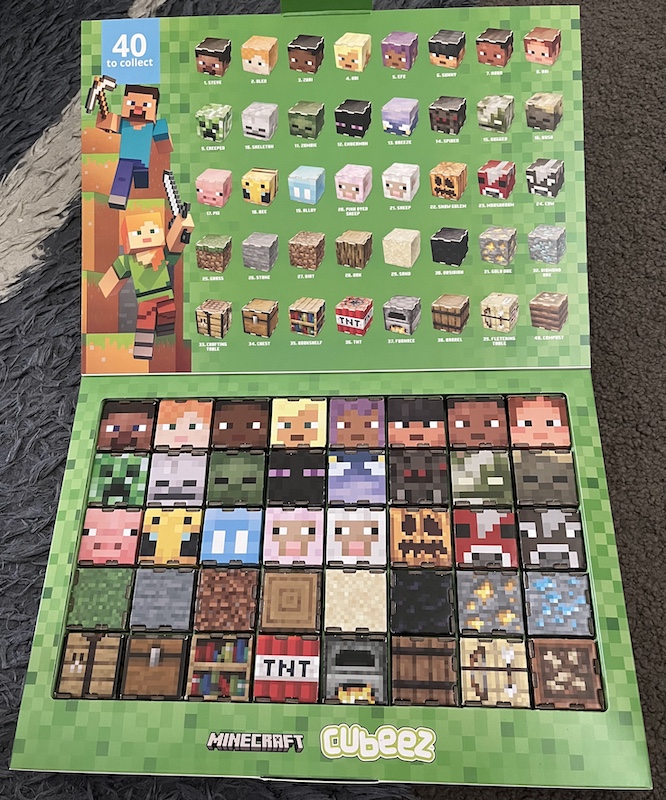 40
to collect
1. STEVE
2. ALEX
3. ZURI
4. ARI
5. EFE
6. SUNNY
7. NOOR
8. KAI
9. CREEPER
10. SKELETON
11. ZOMBIE
12. ENDERMAN
13. BREEZE
14. SPIDER
15. BOGGED
16. HUSK
17. PIG
18. BEE
19. ALLAY
20. PINK DYED
SHEEP
21. SHEEP
22. SNOW GOLEM
23. MOOSHROOM
24. COW
25. GRASS
26. STONE
27. DIRT
28. OAK
29. SAND
30. OBSIDIAN
31. GOLD ORE
32. DIAMOND
ORE
TNT
33. CRAFTING
TABLE
34. CHEST
35. BOOKSHELF
36. TNT
37. FURNACE
38. BARREL
39. FLETCHING
TABLE
40. COMPOST
TNT
MINECRAFT CUBEEZ